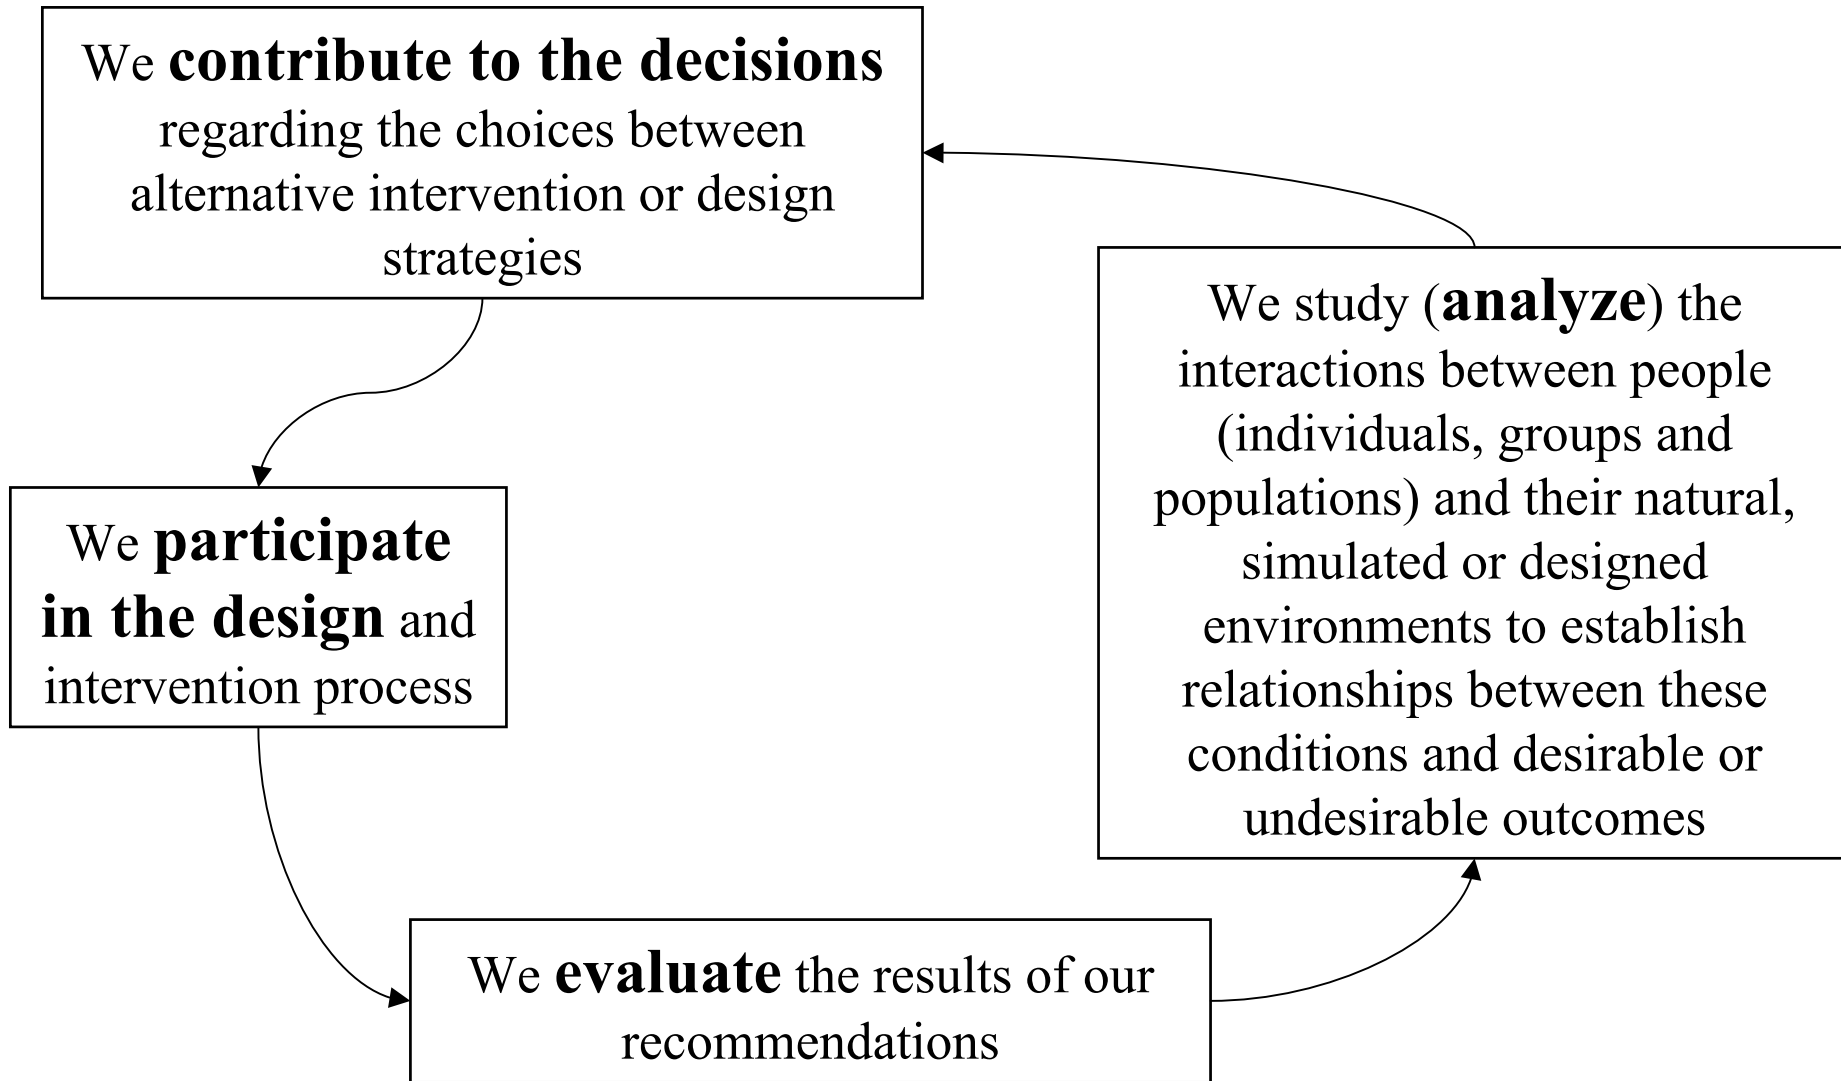 We contribute to the decisions
regarding the choices between
alternative intervention or design
strategies
We study (analyze) the
interactions between people
(individuals, groups and
populations) and their natural,
simulated or designed
environments to establish
relationships between these
conditions and desirable or
undesirable outcomes
We participate
in the design and
intervention process
We evaluate the results of our
recommendations